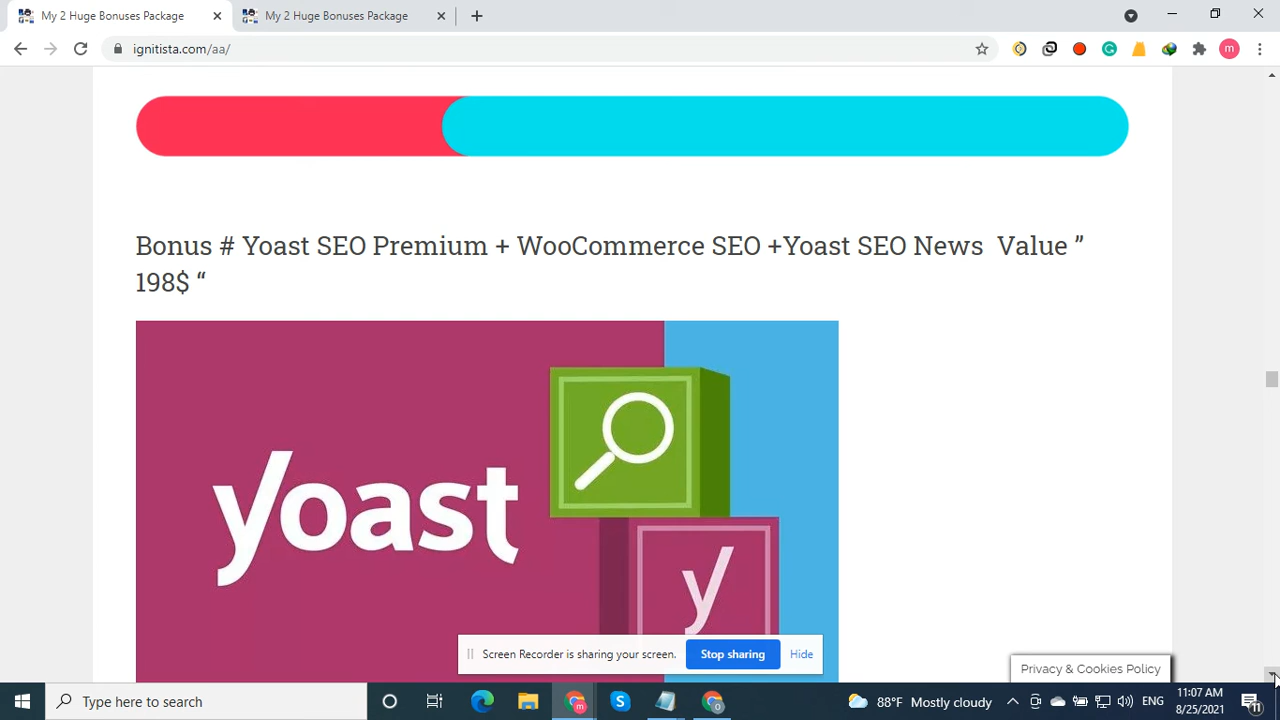 My 2 Huge Bonuses Package
My 2 Huge Bonuses Package
ignitista.com/aa/
m
Bonus # Yoast SEO Premium + WooCommerce SEO +Yoast SEO News Value ”
198$ “
yoast
y
Screen Recorder is sharing your screen.
Stop sharing
Hide
Privacy & Cookies Policy
Type here to search
88°F Mostly cloudy
ENG
11:07 AM
8/25/2021